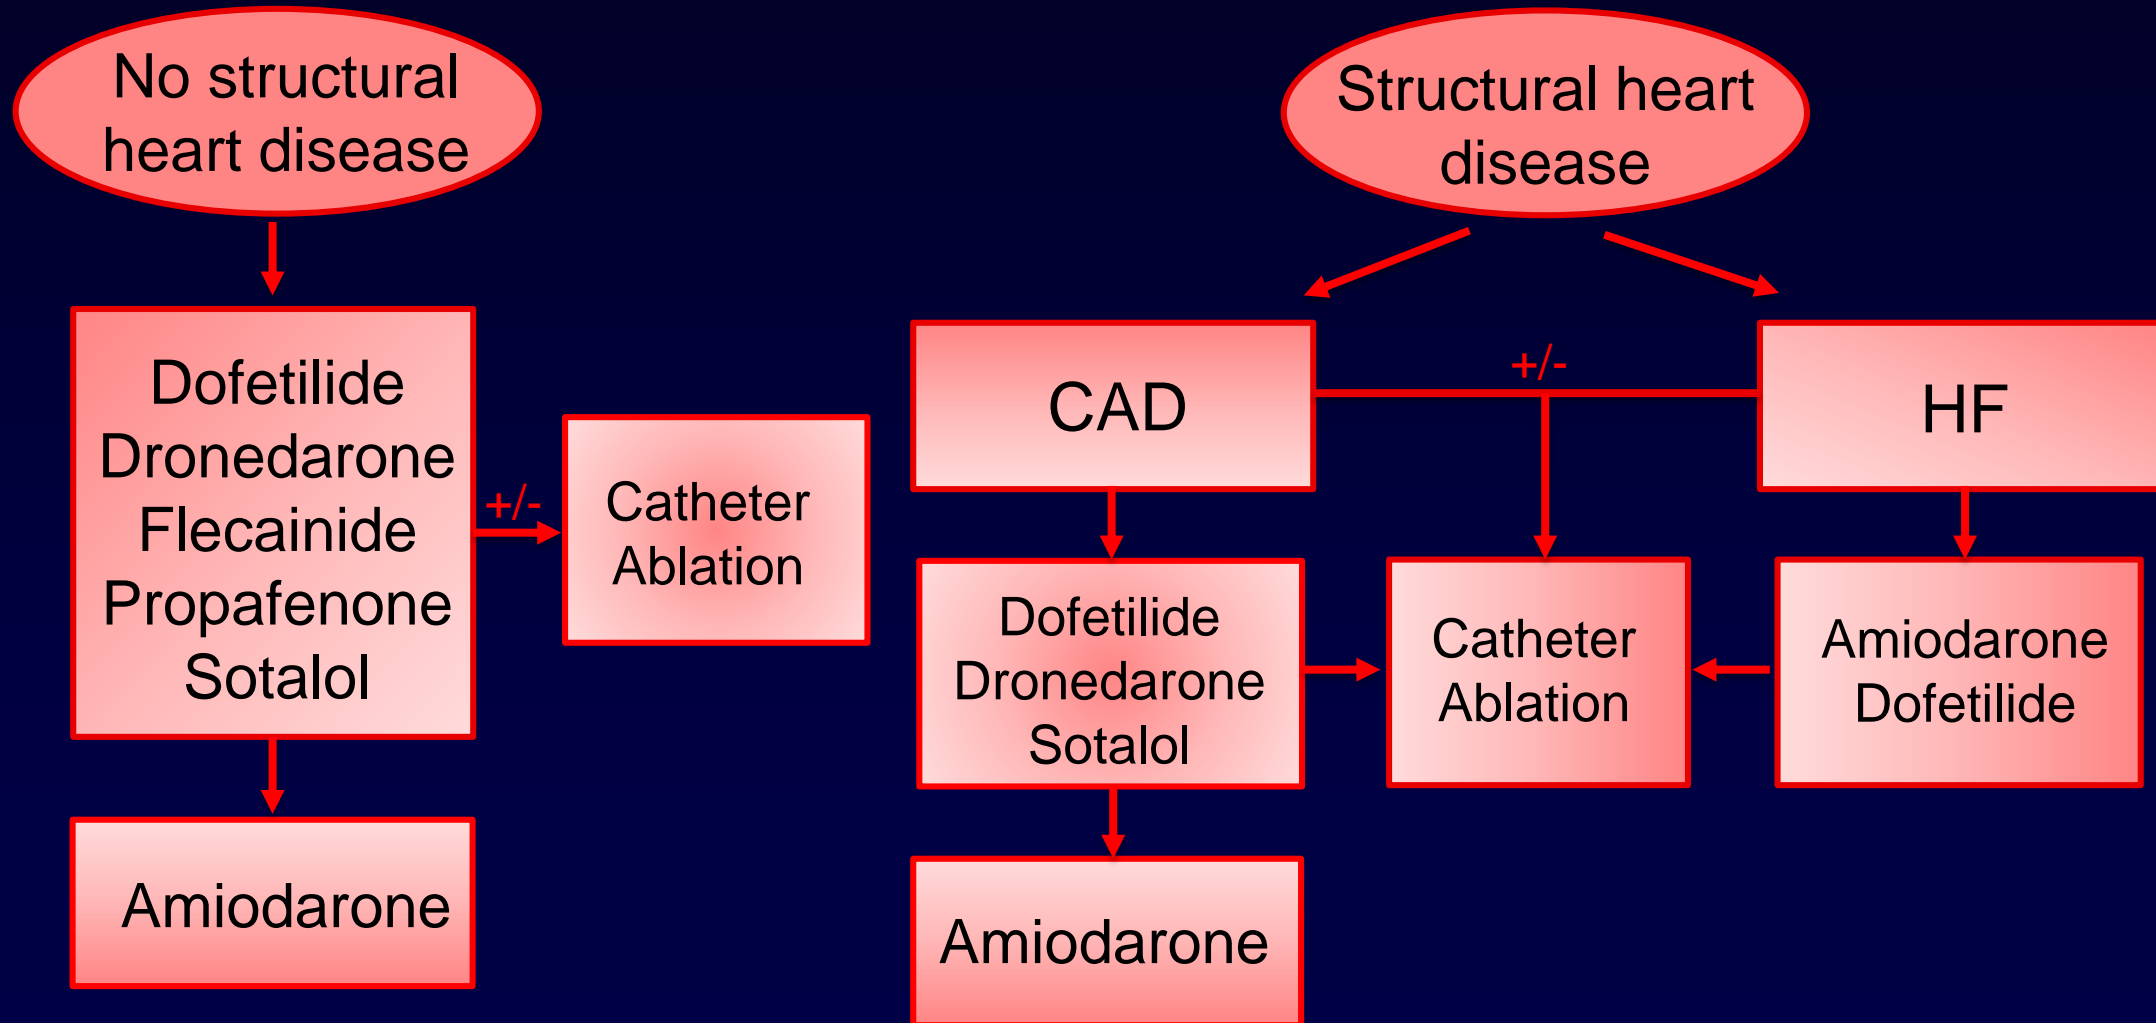 No structural
heart disease
Dofetilide
Dronedarone
Flecainide
Propafenone
Sotalol
+/-
Catheter
Ablation
Amiodarone
Structural heart
disease
CAD
+/-
HF
Dofetilide
Dronedarone
Sotalol
Catheter
Ablation
Amiodarone
Dofetilide
Amiodarone